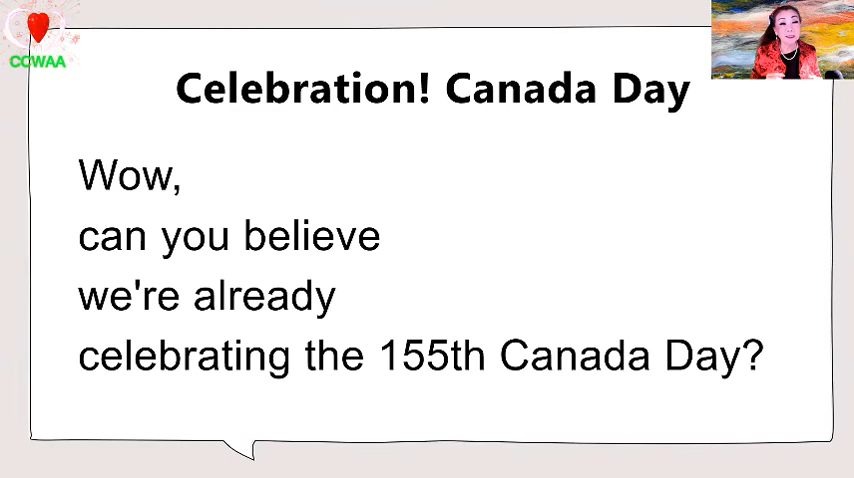 CCWAA
Celebration! Canada Day
Wow,
can you believe
we're already
celebrating the 155th Canada Day?